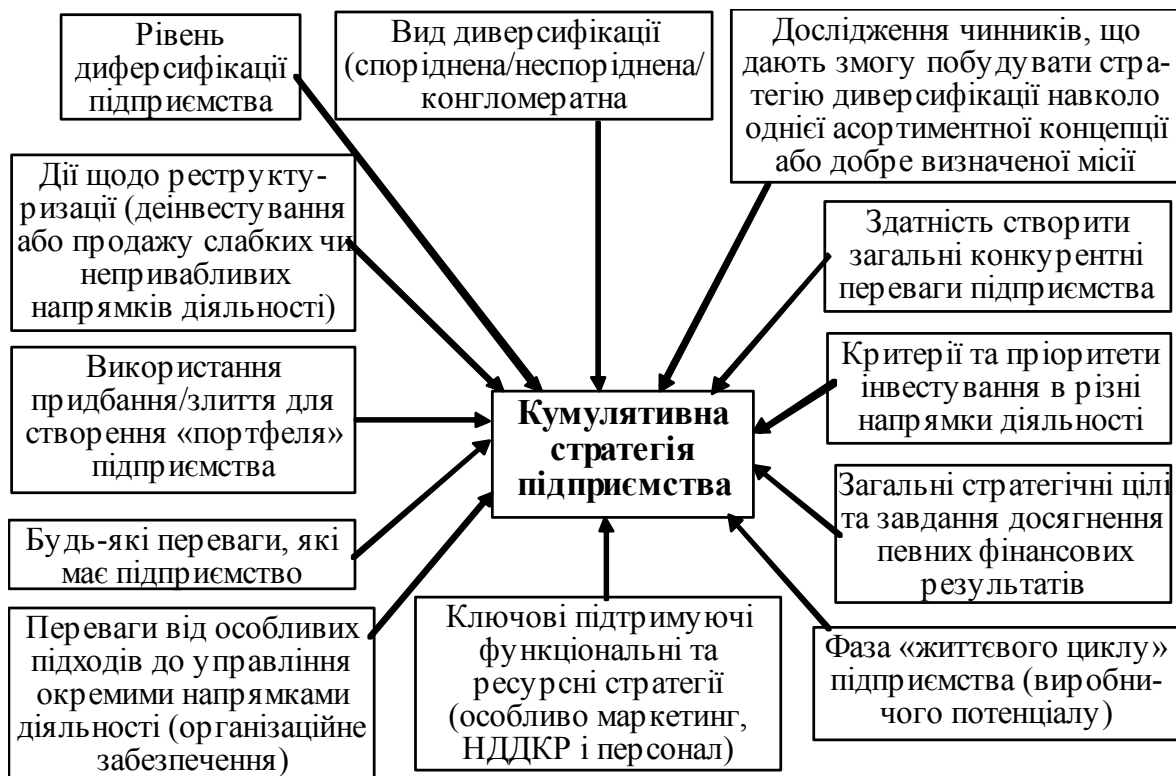 Рівень
диферсифікації
підприємства
Вид диверсифікації
(споріднена/неспоріднена/
конгломератна
Дослідження чинників, що
дають змогу побудувати стра-
тегію диверсифікації навколо
однієї асортиментної концепції
або добре визначеної місії
Дії щодо реструкту-
ризації (деінвестування
або продажу слабких чи
непривабливих
напрямків діяльності)
Здатність створити
загальні конкурентні
переваги підприємства
Використання
придбання/злиття для
створення «портфеля»
підприємства
Кумулятивна
стратегія
підприємства
Критерії та пріоритети
інвестування в різні
напрямки діяльності
Загальні стратегічні цілі
та завдання досягнення
певних фінансових
результатів
Будь-які переваги, які
має підприємство
Переваги від особливих
підходів до управління
окремими напрямками
діяльності (організаційне
забезпечення)
Ключові підтримуючі
функціональні та
ресурсні стратегії
(особливо маркетинг,
НДДКР і персонал)
Фаза «життєвого циклу»
підприємства (виробни-
чого потенціалу)